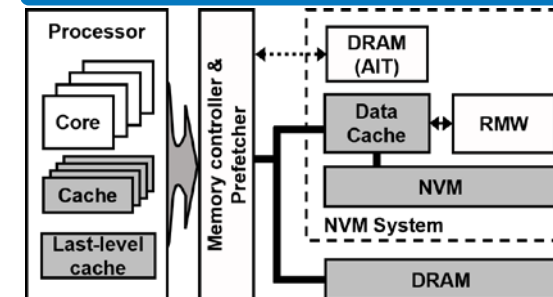 Processor
Core
Cache
Last-level
cache
Memory controller &
Prefetcher
DRAM
(AIT)
Data
Cache
RMW
NVM
NVM System
DRAM